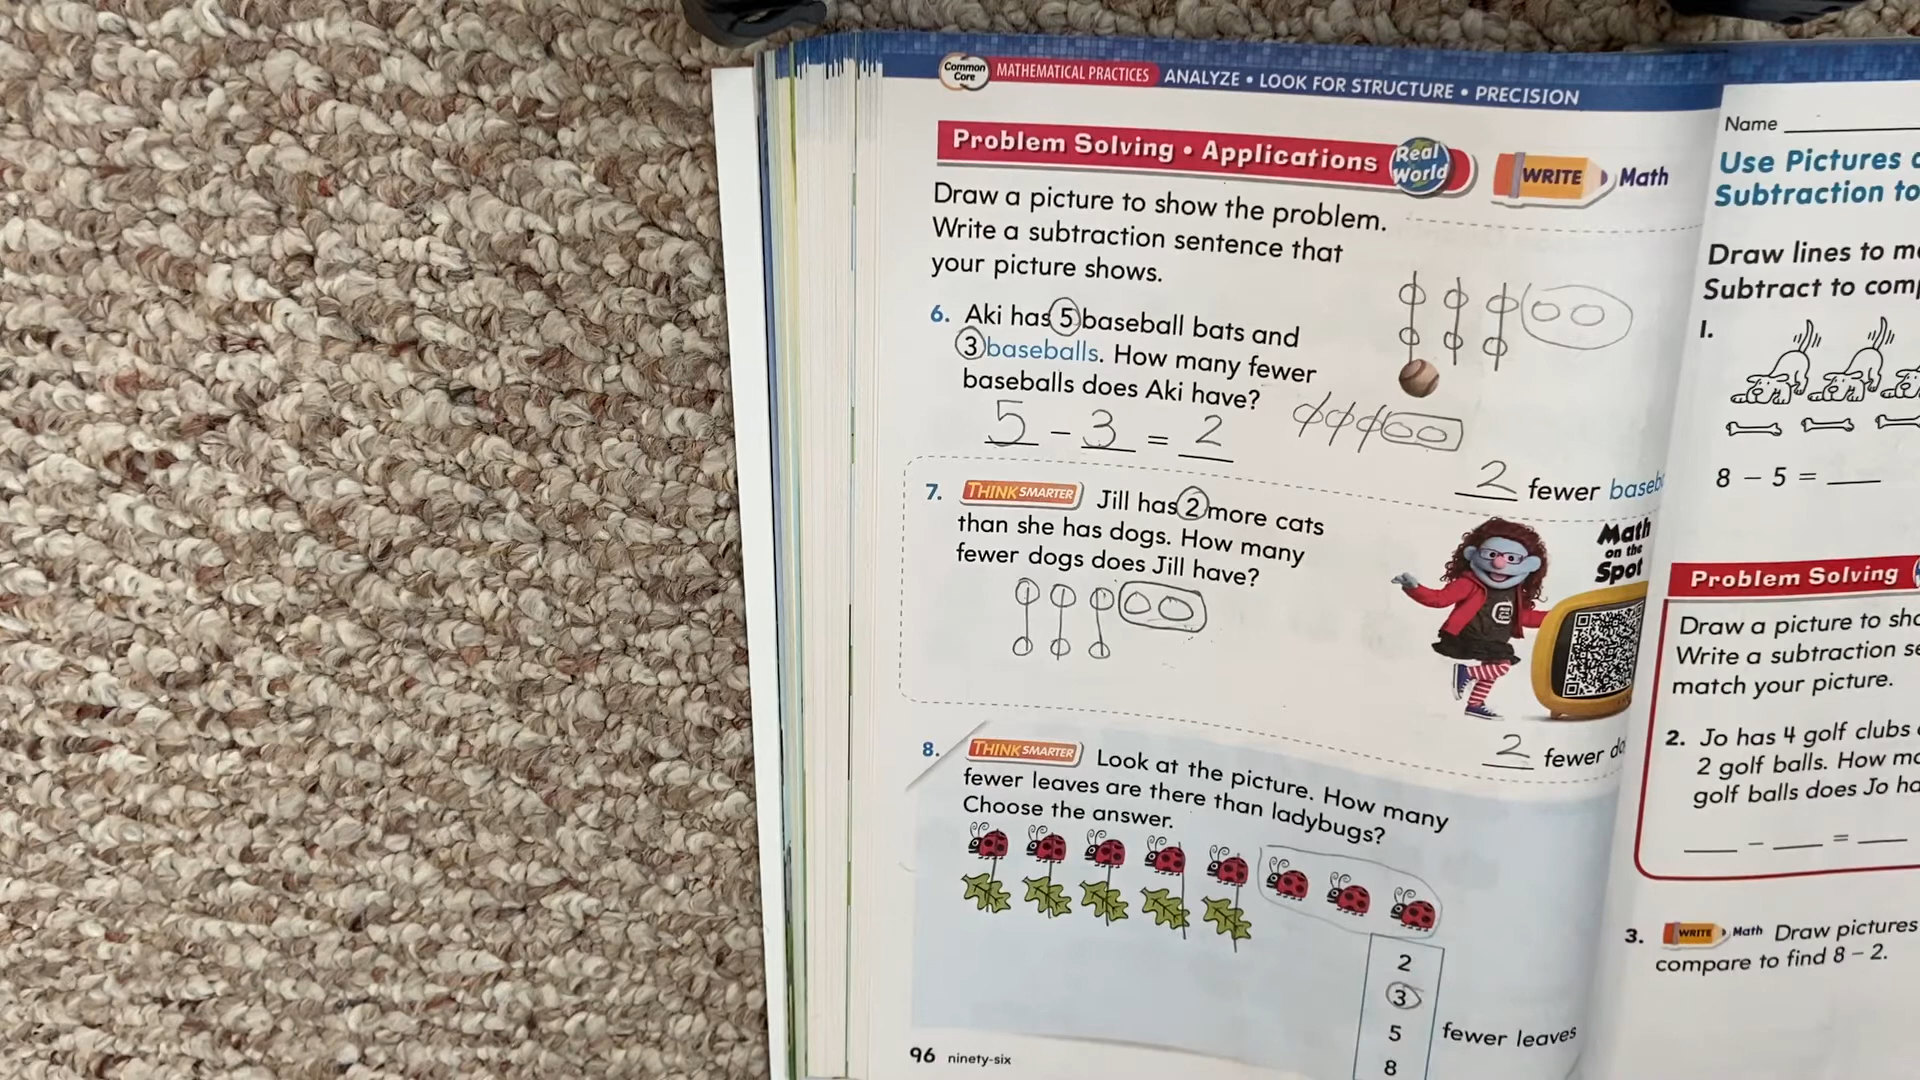 Common Core MATHEMATICAL PRACTICES ANALYZE • LOOK FOR STRUCTURE • PRECISION
Problem Solving • Applications Real World WRITE Math
Draw a picture to show the problem.
Write a subtraction sentence that
your picture shows.
6. Aki has 5 baseball bats and
3 baseballs. How many fewer
baseballs does Aki have?
5 - 3 = 2
2 fewer baseb
7. THINK SMARTER Jill has 2 more cats
than she has dogs. How many
fewer dogs does Jill have?
Math
on the
Spot
2 fewer do
8. THINK SMARTER Look at the picture. How many
fewer leaves are there than ladybugs?
Choose the answer.
2
3
5
8
fewer leaves
96 ninety-six
Name
Use Pictures
Subtraction to
Draw lines to m
Subtract to comp
1.
8 - 5 =
Problem Solving
Draw a picture to sho
Write a subtraction se
match your picture.
2. Jo has 4 golf clubs
2 golf balls. How mo
golf balls does Jo ha
- =
3. WRITE Math Draw pictures
compare to find 8 - 2.